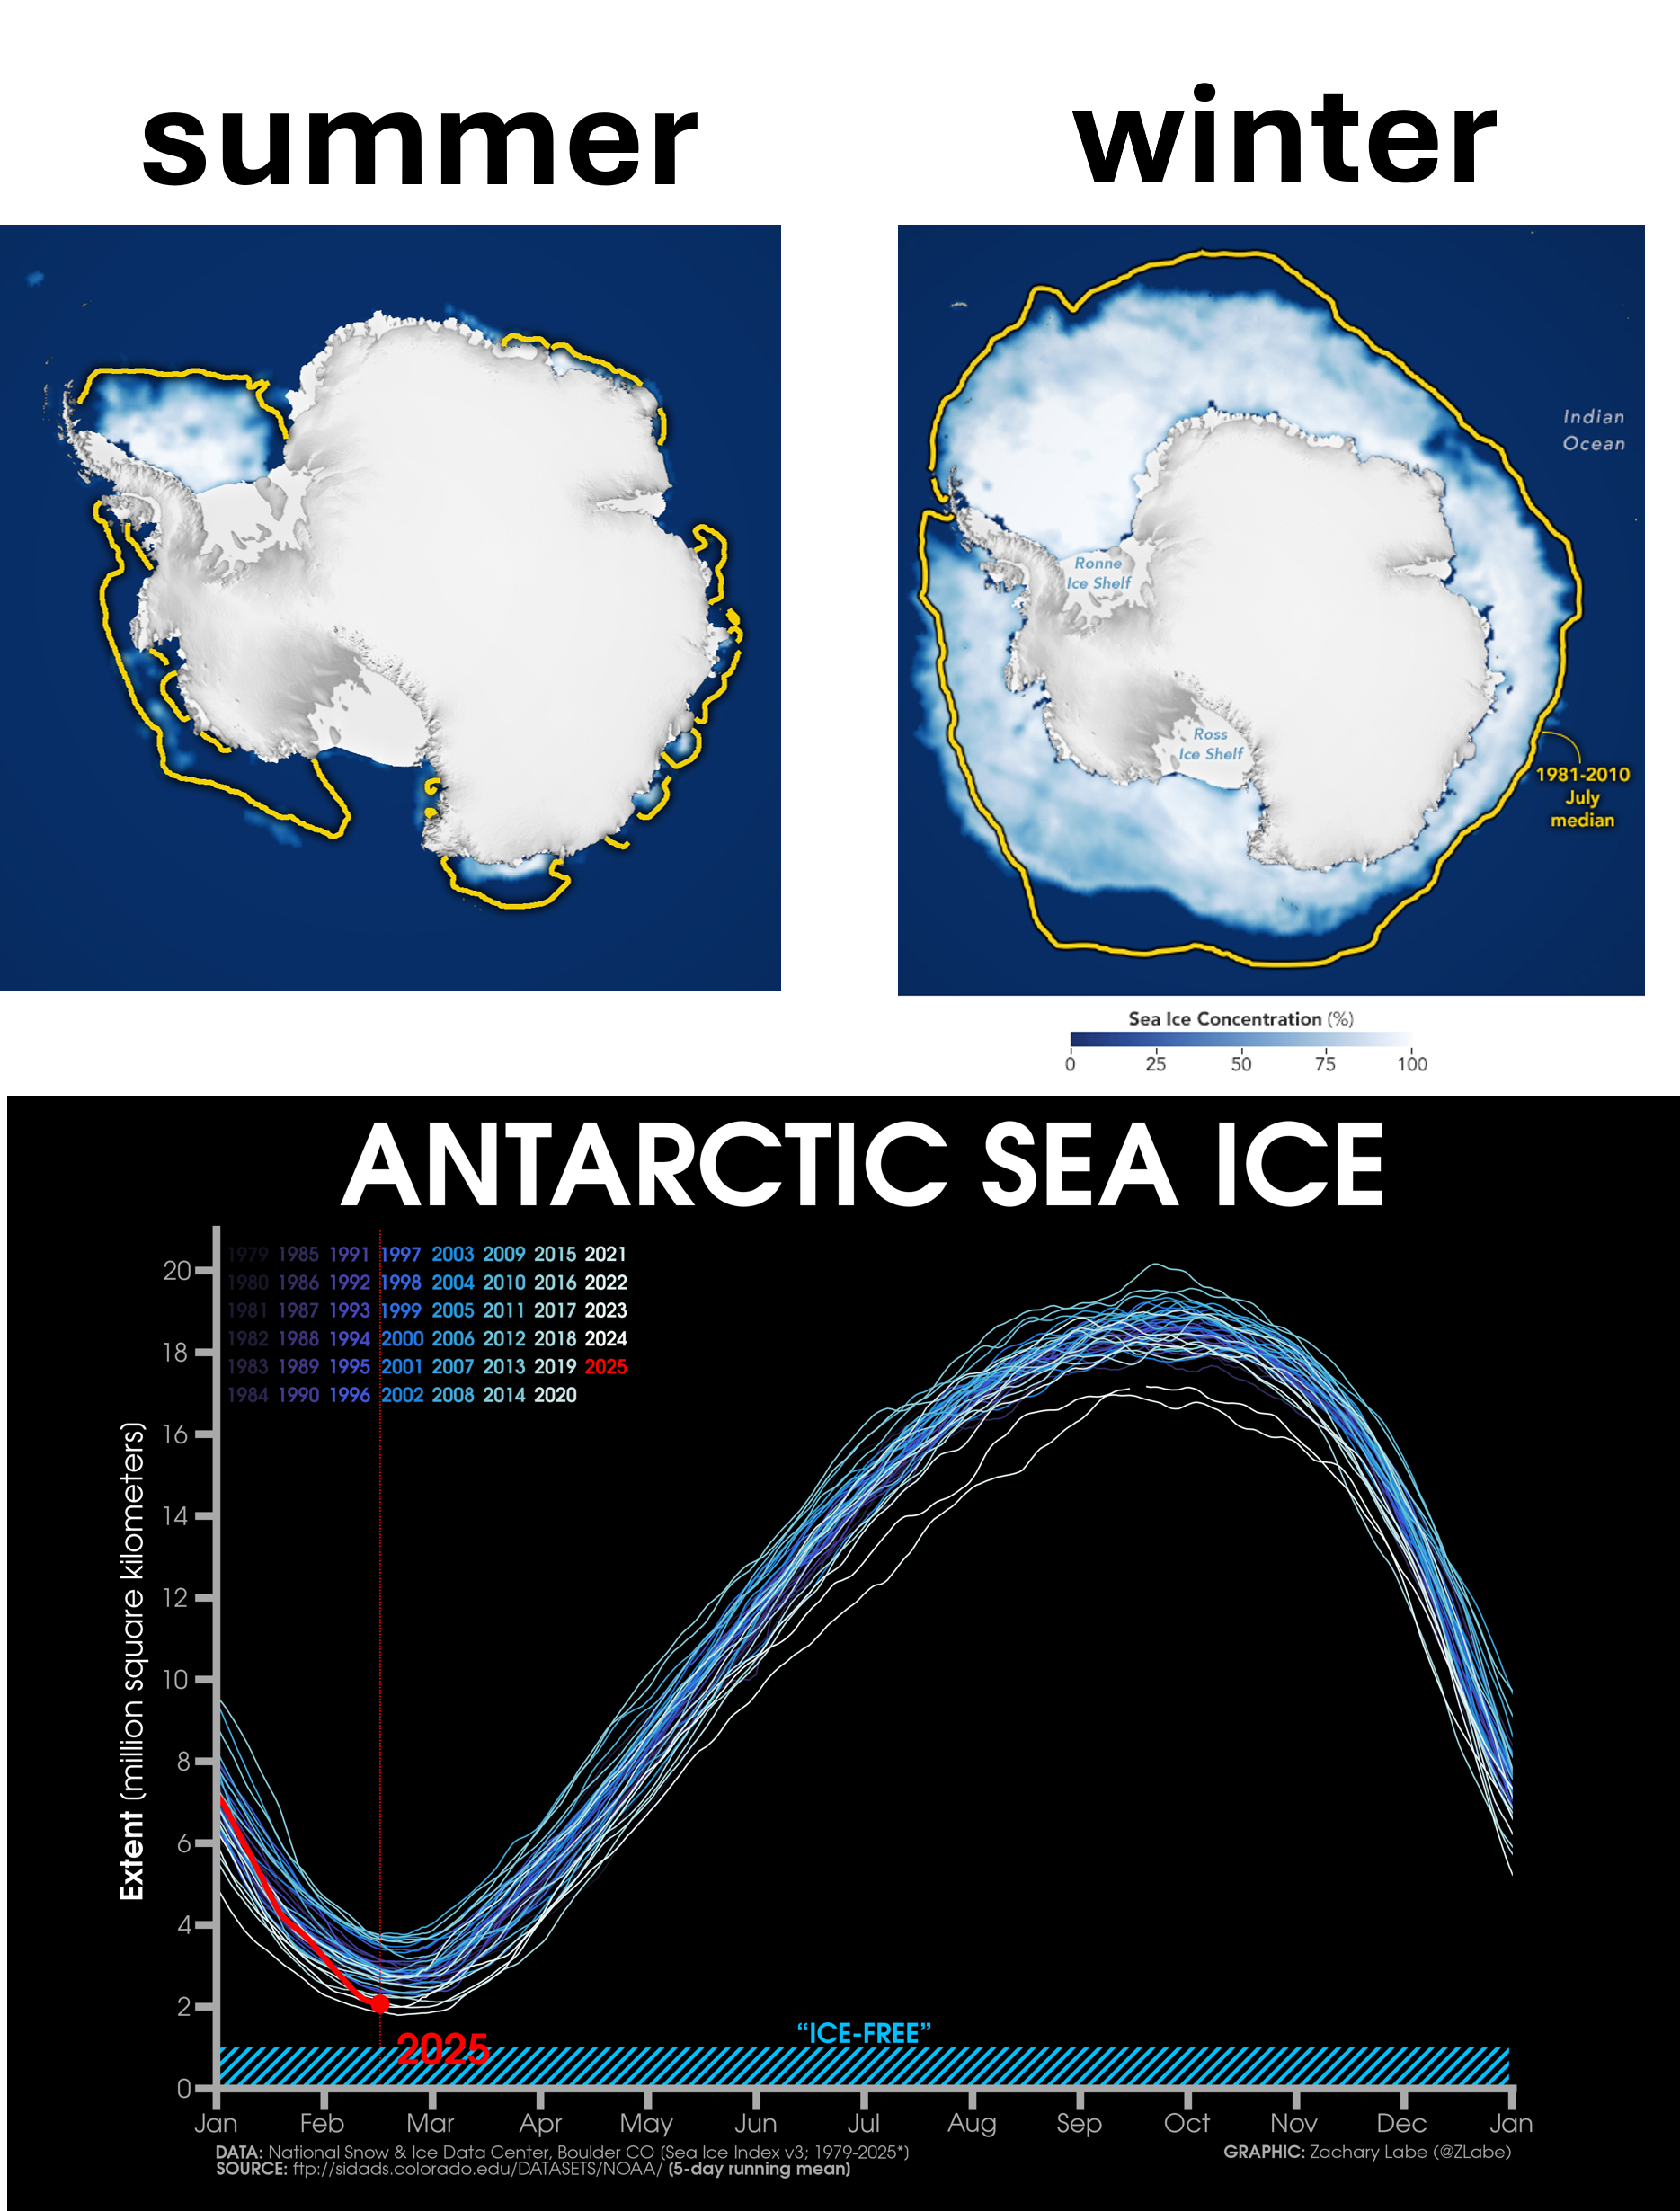 summer
winter
Indian
Ocean
Ronne
Ice Shelf
Ross
Ice Shelf
1981-2010
July
median
Sea Ice Concentration (%)
0 25 50 75 100
ANTARCTIC SEA ICE
1979 1985 1991 1997 2003 2009 2015 2021
1980 1986 1992 1998 2004 2010 2016 2022
1981 1987 1993 1999 2005 2011 2017 2023
1982 1988 1994 2000 2006 2012 2018 2024
1983 1989 1995 2001 2007 2013 2019 2025
1984 1990 1996 2002 2008 2014 2020
Extent (million square kilometers)
20
18
16
14
12
10
8
6
4
2
0
2025
“ICE-FREE”
Jan Feb Mar Apr May Jun Jul Aug Sep Oct Nov Dec Jan
DATA: National Snow & Ice Data Center, Boulder CO (Sea Ice Index v3; 1979-2025*)
SOURCE: ftp://sidads.colorado.edu/DATASETS/NOAA/ (5-day running mean)
GRAPHIC: Zachary Labe (@ZLabe)